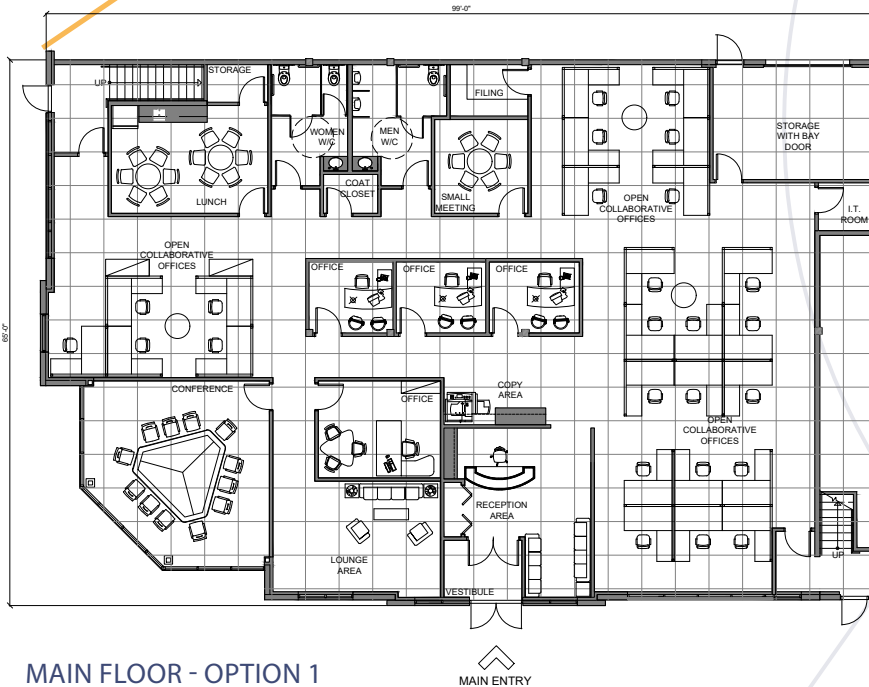 99'-0"
65'-0"
UP
STORAGE
WOMEN
W/C
MEN
W/C
FILING
STORAGE
WITH BAY
DOOR
LUNCH
COAT
CLOSET
SMALL
MEETING
OPEN
COLLABORATIVE
OFFICES
I.T.
ROOM
OPEN
COLLABORATIVE
OFFICES
OFFICE
OFFICE
OFFICE
CONFERENCE
OFFICE
COPY
AREA
OPEN
COLLABORATIVE
OFFICES
RECEPTION
AREA
LOUNGE
AREA
UP
VESTIBULE
MAIN FLOOR - OPTION 1
MAIN ENTRY